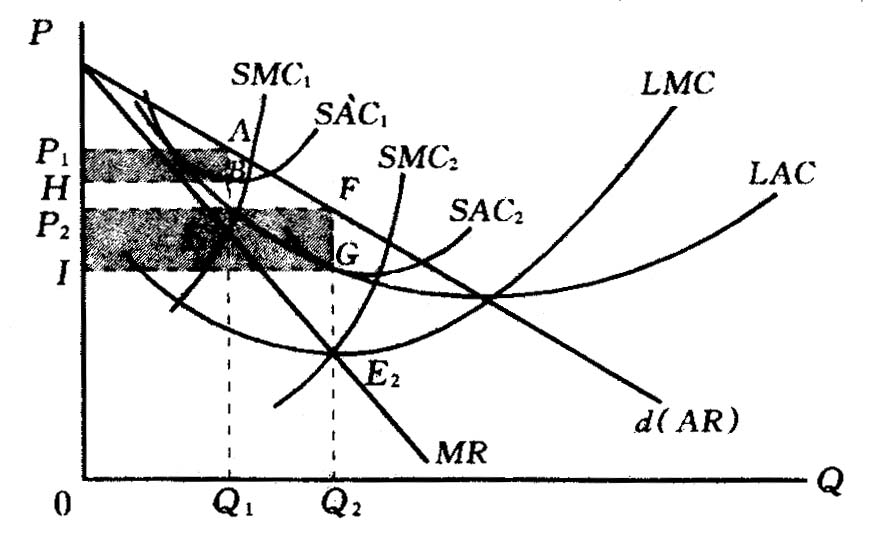 P
SMC₁
LMC
SAC₁
P₁
A
SMC₂
B
H
F
LAC
P₂
SAC₂
I
G
E₂
d(AR)
MR
0
Q₁
Q₂
Q